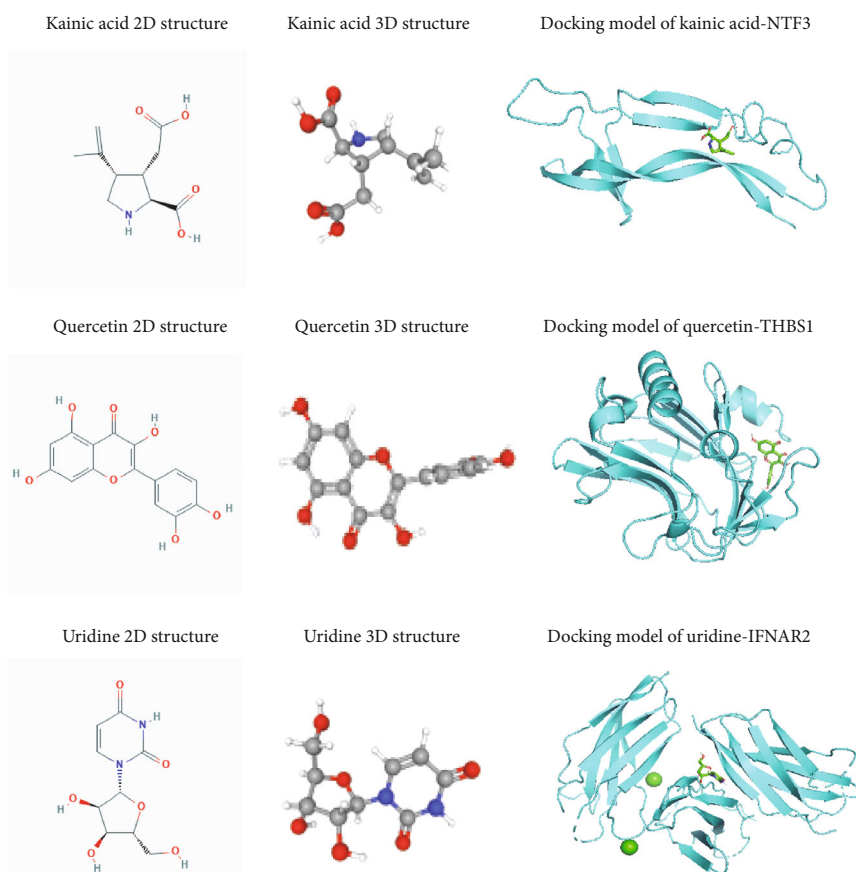 Kainic acid 2D structure
Kainic acid 3D structure
Docking model of kainic acid-NTF3
O
H
O
O
N
H
O
H
Quercetin 2D structure
Quercetin 3D structure
Docking model of quercetin-THBS1
H
O
O
O
H
H
O
O
O
H
O
H
Uridine 2D structure
Uridine 3D structure
Docking model of uridine-IFNAR2
O
N
H
N
O
H
O
O
O
H
O
H